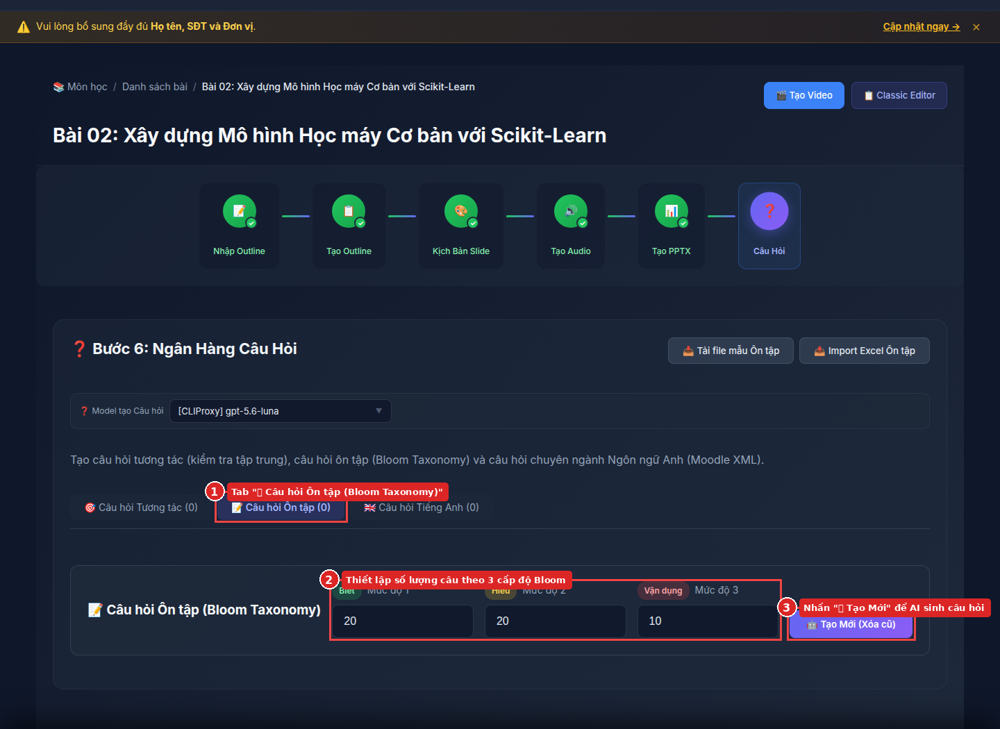 Vui lòng bổ sung đầy đủ Họ tên, SĐT và Đơn vị.
Cập nhật ngay →
Môn học / Danh sách bài / Bài 02: Xây dựng Mô hình Học máy Cơ bản với Scikit-Learn
Tạo Video
Classic Editor
Bài 02: Xây dựng Mô hình Học máy Cơ bản với Scikit-Learn
Nhập Outline
Tạo Outline
Kịch Bản Slide
Tạo Audio
Tạo PPTX
Câu Hỏi
Bước 6: Ngân Hàng Câu Hỏi
Tải file mẫu Ôn tập
Import Excel Ôn tập
Model tạo Câu hỏi
[CLIProxy] gpt-5.6-luna
Tạo câu hỏi tương tác (kiểm tra tập trung), câu hỏi ôn tập (Bloom Taxonomy) và câu hỏi chuyên ngành Ngôn ngữ Anh (Moodle XML).
1 Tab "Câu hỏi Ôn tập (Bloom Taxonomy)"
Câu hỏi Tương tác (0)
Câu hỏi Ôn tập (0)
Câu hỏi Tiếng Anh (0)
2 Thiết lập số lượng câu theo 3 cấp độ Bloom
Biết Mức độ 1
Hiểu Mức độ 2
Vận dụng Mức độ 3
3 Nhấn "Tạo Mới" để AI sinh câu hỏi
Câu hỏi Ôn tập (Bloom Taxonomy)
20
20
10
Tạo Mới (Xóa cũ)